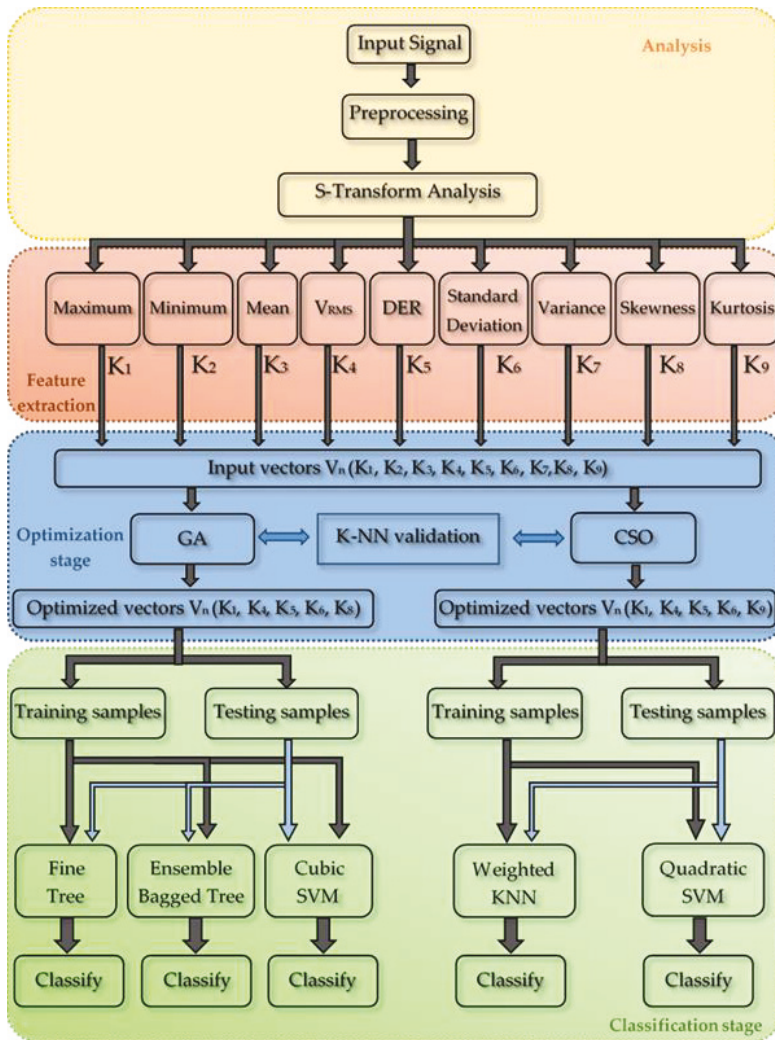 Input Signal
Analysis
Preprocessing
S-Transform Analysis
Maximum
Minimum
Mean
VRMS
DER
Standard
Deviation
Variance
Skewness
Kurtosis
K1
K2
K3
K4
K5
K6
K7
K8
K9
Feature
extraction
Input vectors Vn (K1, K2, K3, K4, K5, K6, K7,K8, K9)
Optimization
stage
GA
K-NN validation
CSO
Optimized vectors Vn (K1, K4, K5, K6, K8)
Optimized vectors Vn (K1, K4, K5, K6, K9)
Training samples
Testing samples
Training samples
Testing samples
Fine
Tree
Ensemble
Bagged Tree
Cubic
SVM
Weighted
KNN
Quadratic
SVM
Classify
Classify
Classify
Classify
Classify
Classification stage